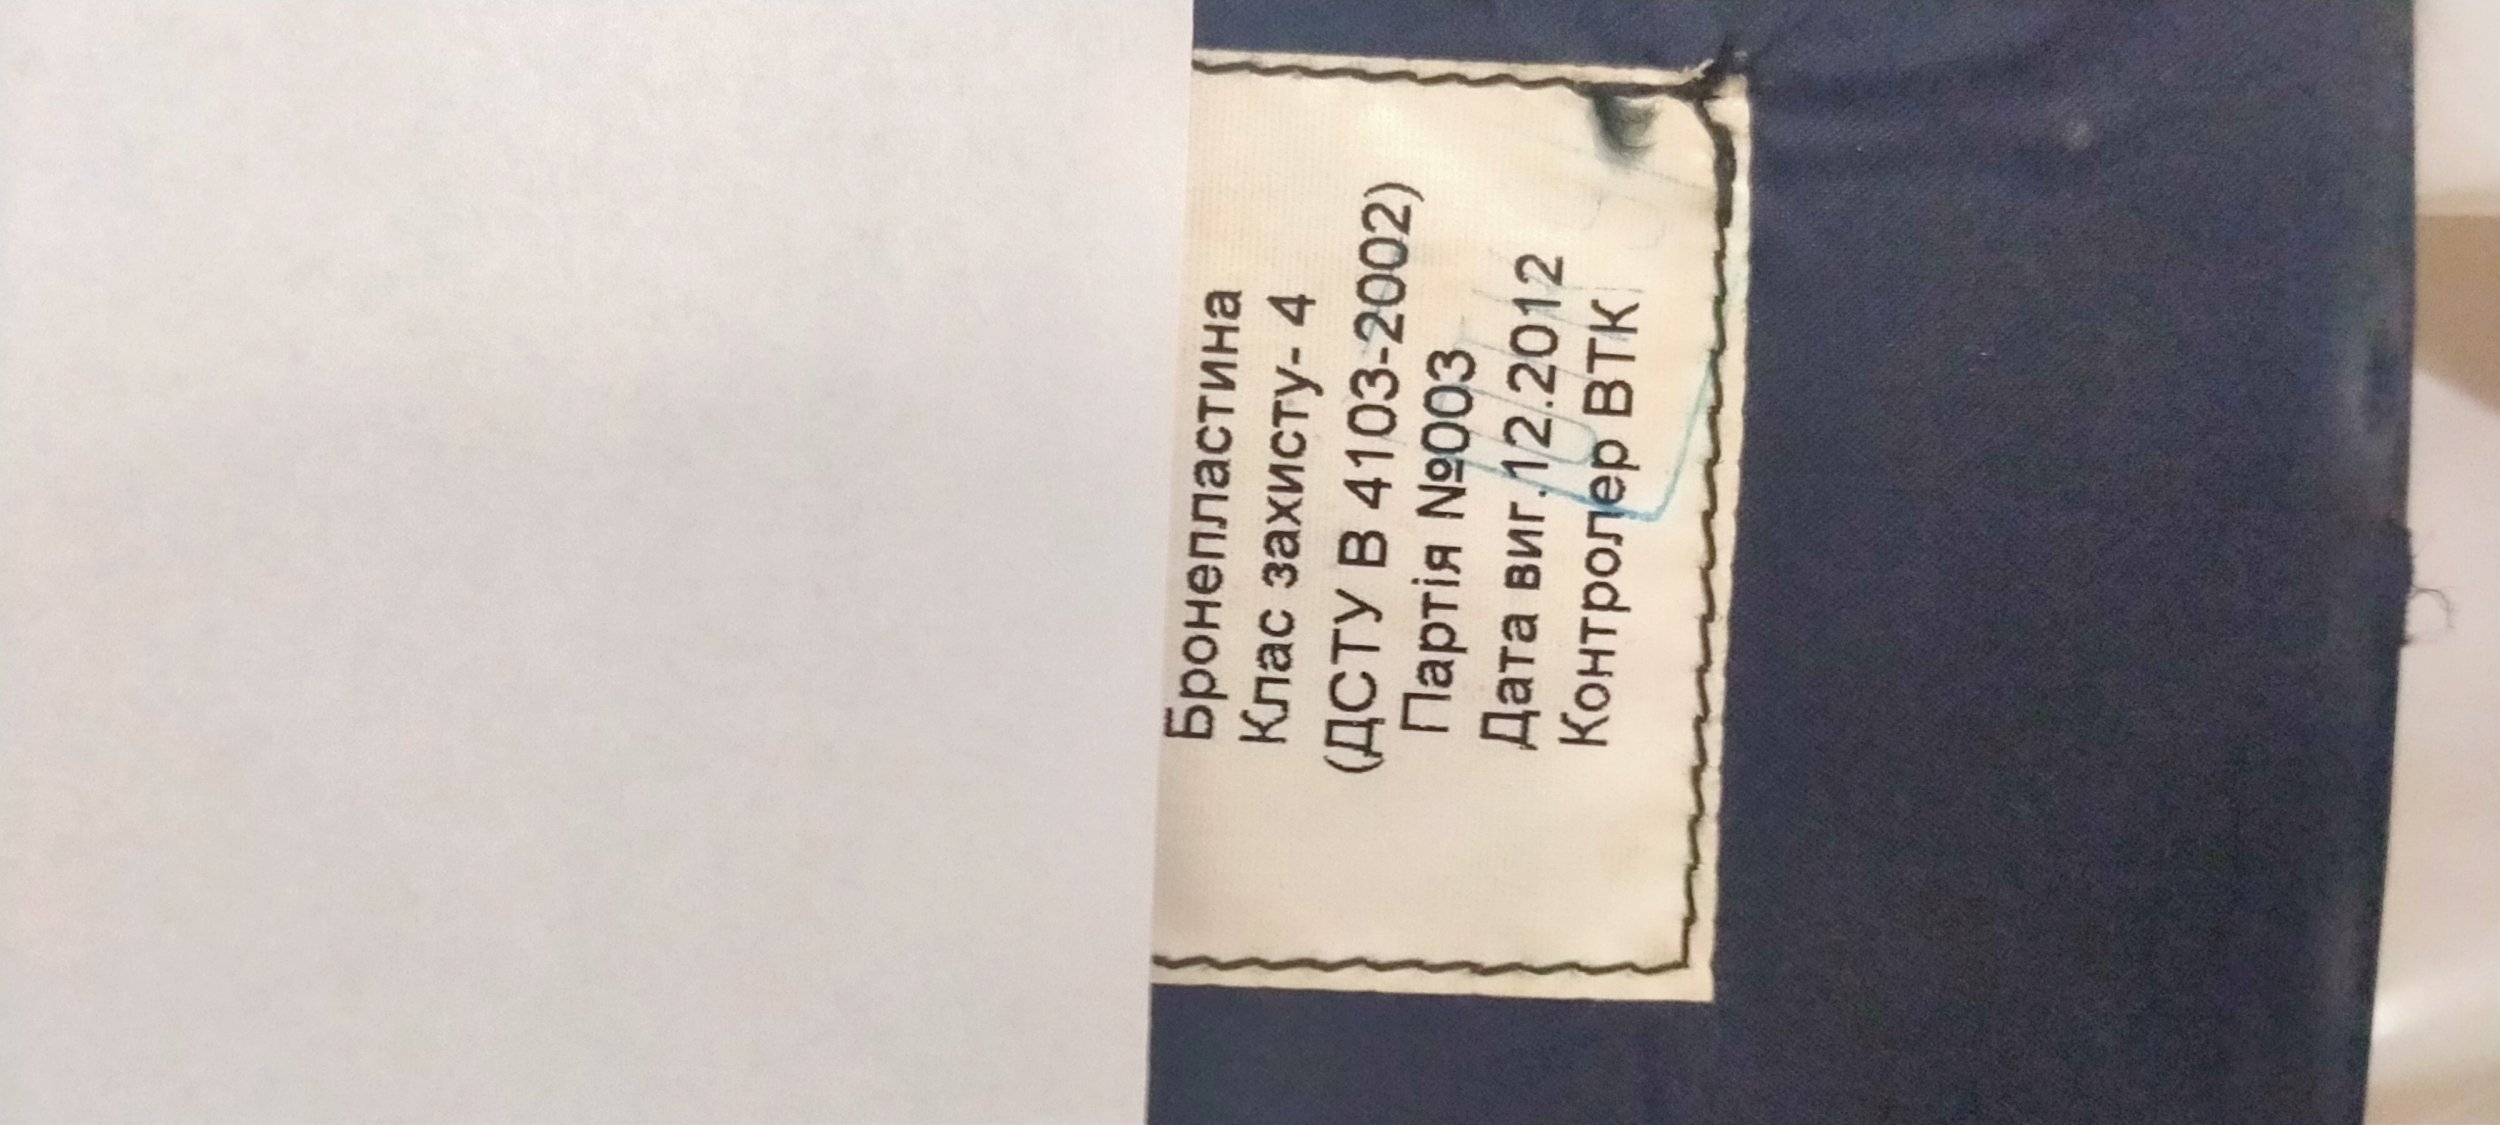 Бронепластина
Клас захисту- 4
(ДСТУ В 4103-2002)
Партія №003
Дата виг.12.2012
Контролер ВТК